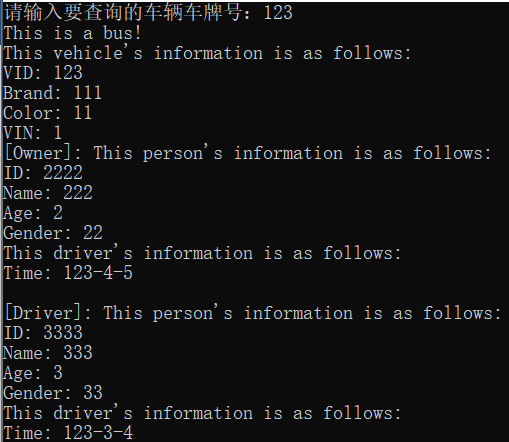 请输入要查询的车辆车牌号：123
This is a bus!
This vehicle's information is as follows:
VID: 123
Brand: 111
Color: 11
VIN: 1
[Owner]: This person's information is as follows:
ID: 2222
Name: 222
Age: 2
Gender: 22
This driver's information is as follows:
Time: 123-4-5
[Driver]: This person's information is as follows:
ID: 3333
Name: 333
Age: 3
Gender: 33
This driver's information is as follows:
Time: 123-3-4